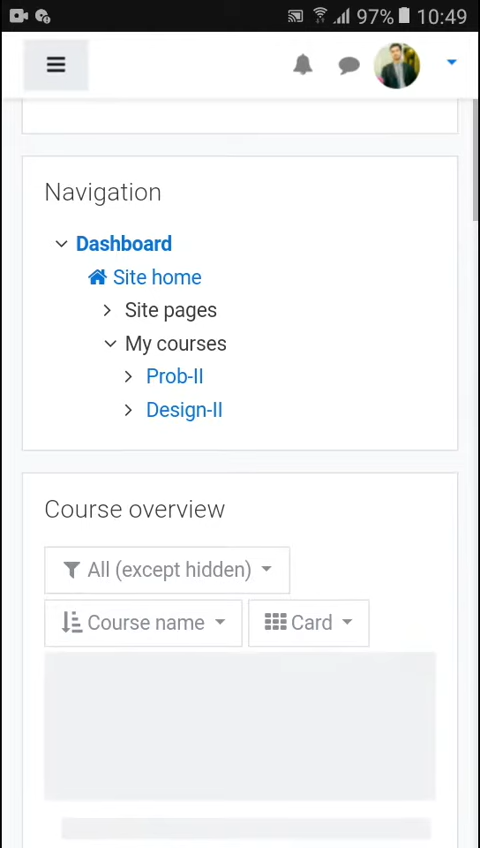 97% 10:49
Navigation
Dashboard
Site home
Site pages
My courses
Prob-II
Design-II
Course overview
All (except hidden)
Course name Card